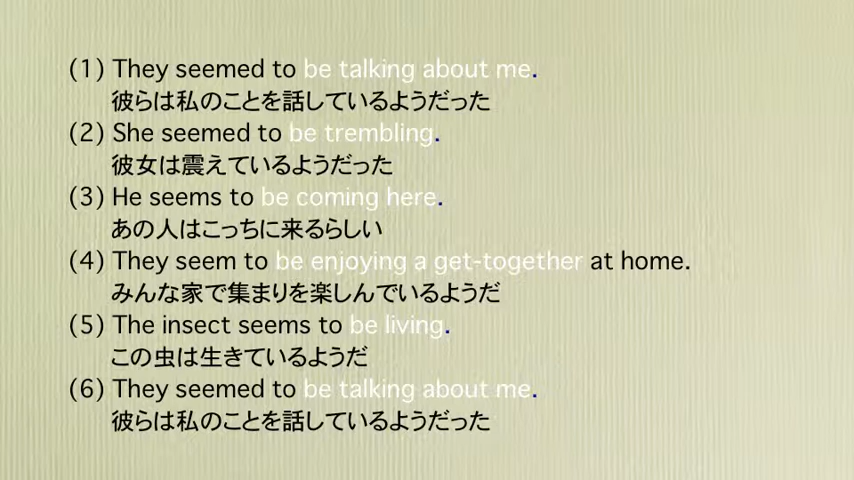 (1) They seemed to be talking about me.
彼らは私のことを話しているようだった
(2) She seemed to be trembling.
彼女は震えているようだった
(3) He seems to be coming here.
あの人はこっちに来るらしい
(4) They seem to be enjoying a get-together at home.
みんな家で集まりを楽しんでいるようだ
(5) The insect seems to be living.
この虫は生きているようだ
(6) They seemed to be talking about me.
彼らは私のことを話しているようだった